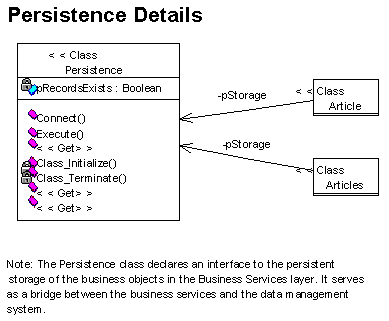 Persistence Details
< < Class
Persistence
pRecordsExists : Boolean
Connect()
Execute()
< < Get> >
Class_Initialize()
Class_Terminate()
< < Get> >
< < Get> >
-pStorage
< < Class
Article
-pStorage
< < Class
Articles
Note: The Persistence class declares an interface to the persistent
storage of the business objects in the Business Services layer. It serves
as a bridge between the business services and the data management
system.